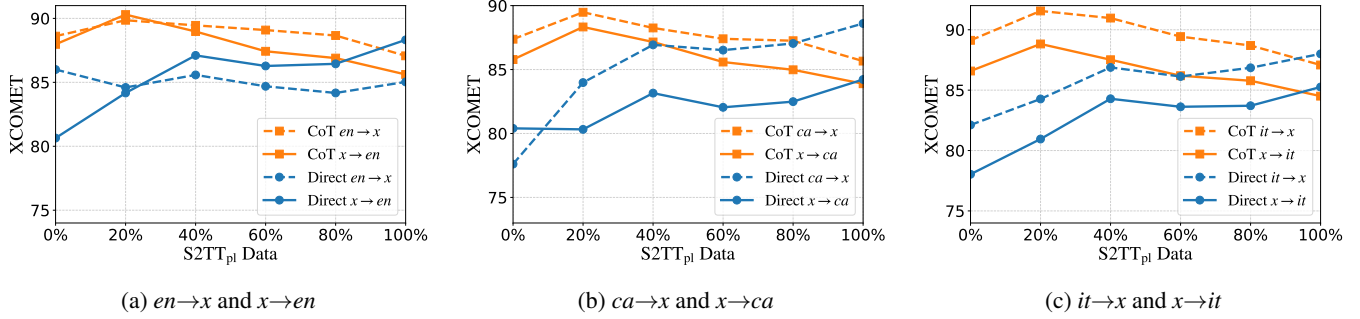 90
85
80
75
XCOMET
CoT en→x
CoT x→en
Direct en→x
Direct x→en
0% 20% 40% 60% 80% 100%
S2TTpl Data
(a) en→x and x→en
90
85
80
75
XCOMET
CoT ca→x
CoT x→ca
Direct ca→x
Direct x→ca
0% 20% 40% 60% 80% 100%
S2TTpl Data
(b) ca→x and x→ca
90
85
80
75
XCOMET
CoT it→x
CoT x→it
Direct it→x
Direct x→it
0% 20% 40% 60% 80% 100%
S2TTpl Data
(c) it→x and x→it